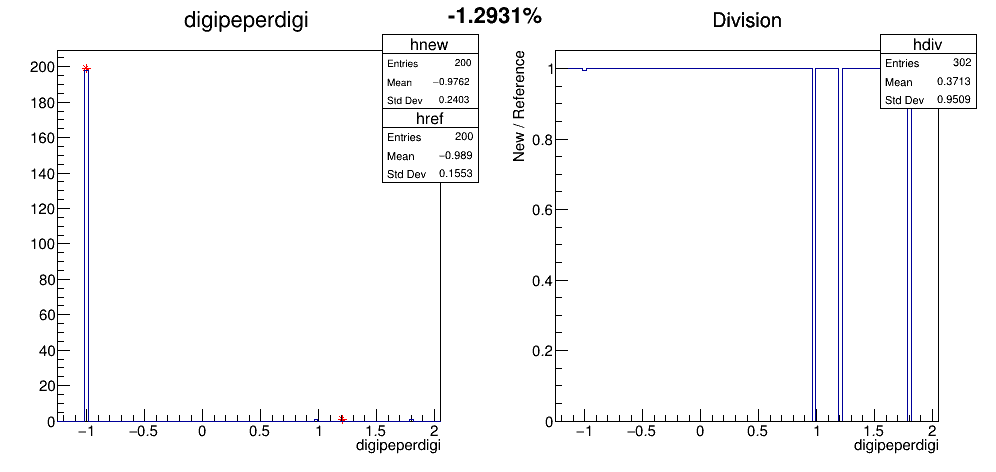 -1.2931%
digipeperdigi
hnew
Entries 200
Mean −0.9762
Std Dev 0.2403
href
Entries 200
Mean −0.989
Std Dev 0.1553
200
180
160
140
120
100
80
60
40
20
0
−1 −0.5 0 0.5 1 1.5 2
digipeperdigi
Division
hdiv
Entries 302
Mean 0.3713
Std Dev 0.9509
New / Reference
1
0.8
0.6
0.4
0.2
0
−1 −0.5 0 0.5 1 1.5 2
digipeperdigi